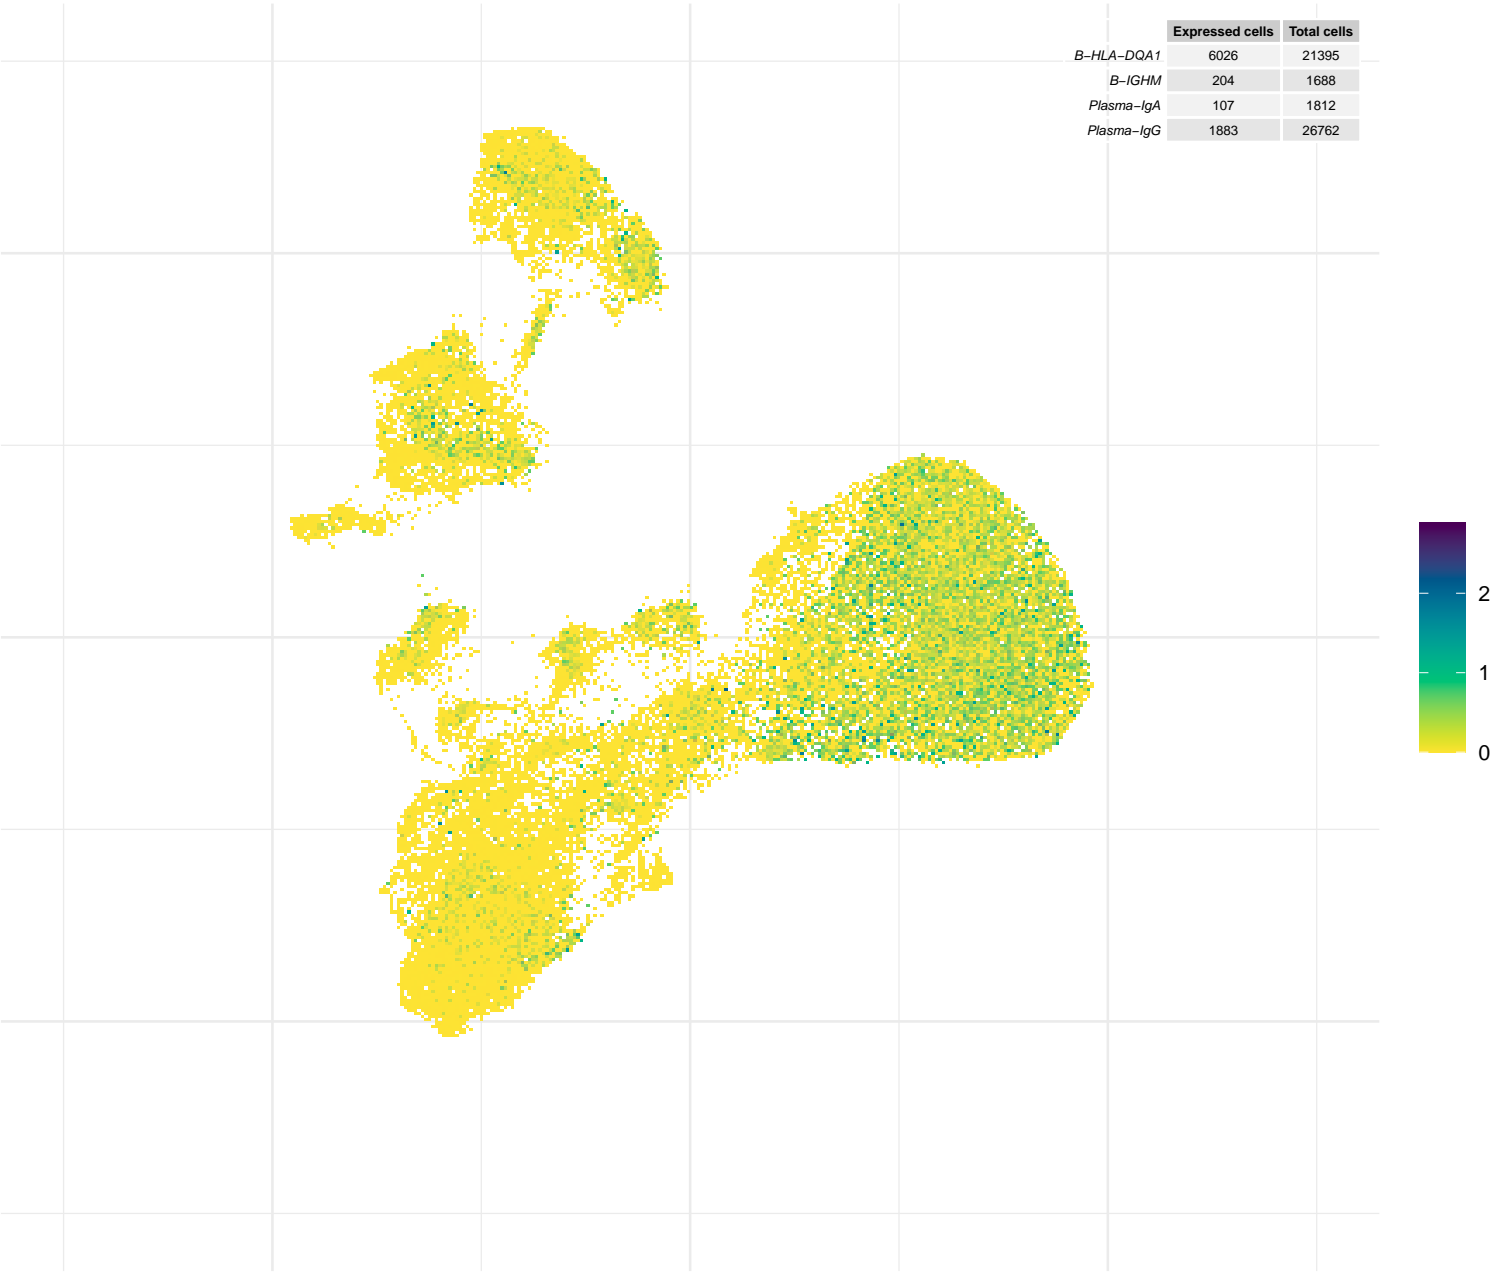 Expressed cells Total cells
B−HLA−DQA1 6026 21395
B−IGHM 204 1688
Plasma−IgA 107 1812
Plasma−IgG 1883 26762
2
1
0